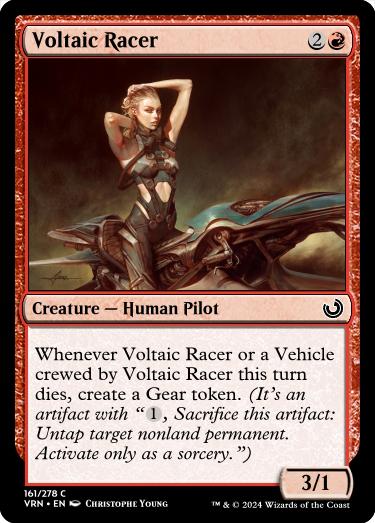 Voltaic Racer 2
Creature — Human Pilot
Whenever Voltaic Racer or a Vehicle
crewed by Voltaic Racer this turn
dies, create a Gear token. (It's an
artifact with “1, Sacrifice this artifact:
Untap target nonland permanent.
Activate only as a sorcery.”)
3/1
161/278 C
VRN • EN Christophe Young
™ & © 2024 Wizards of the Coast